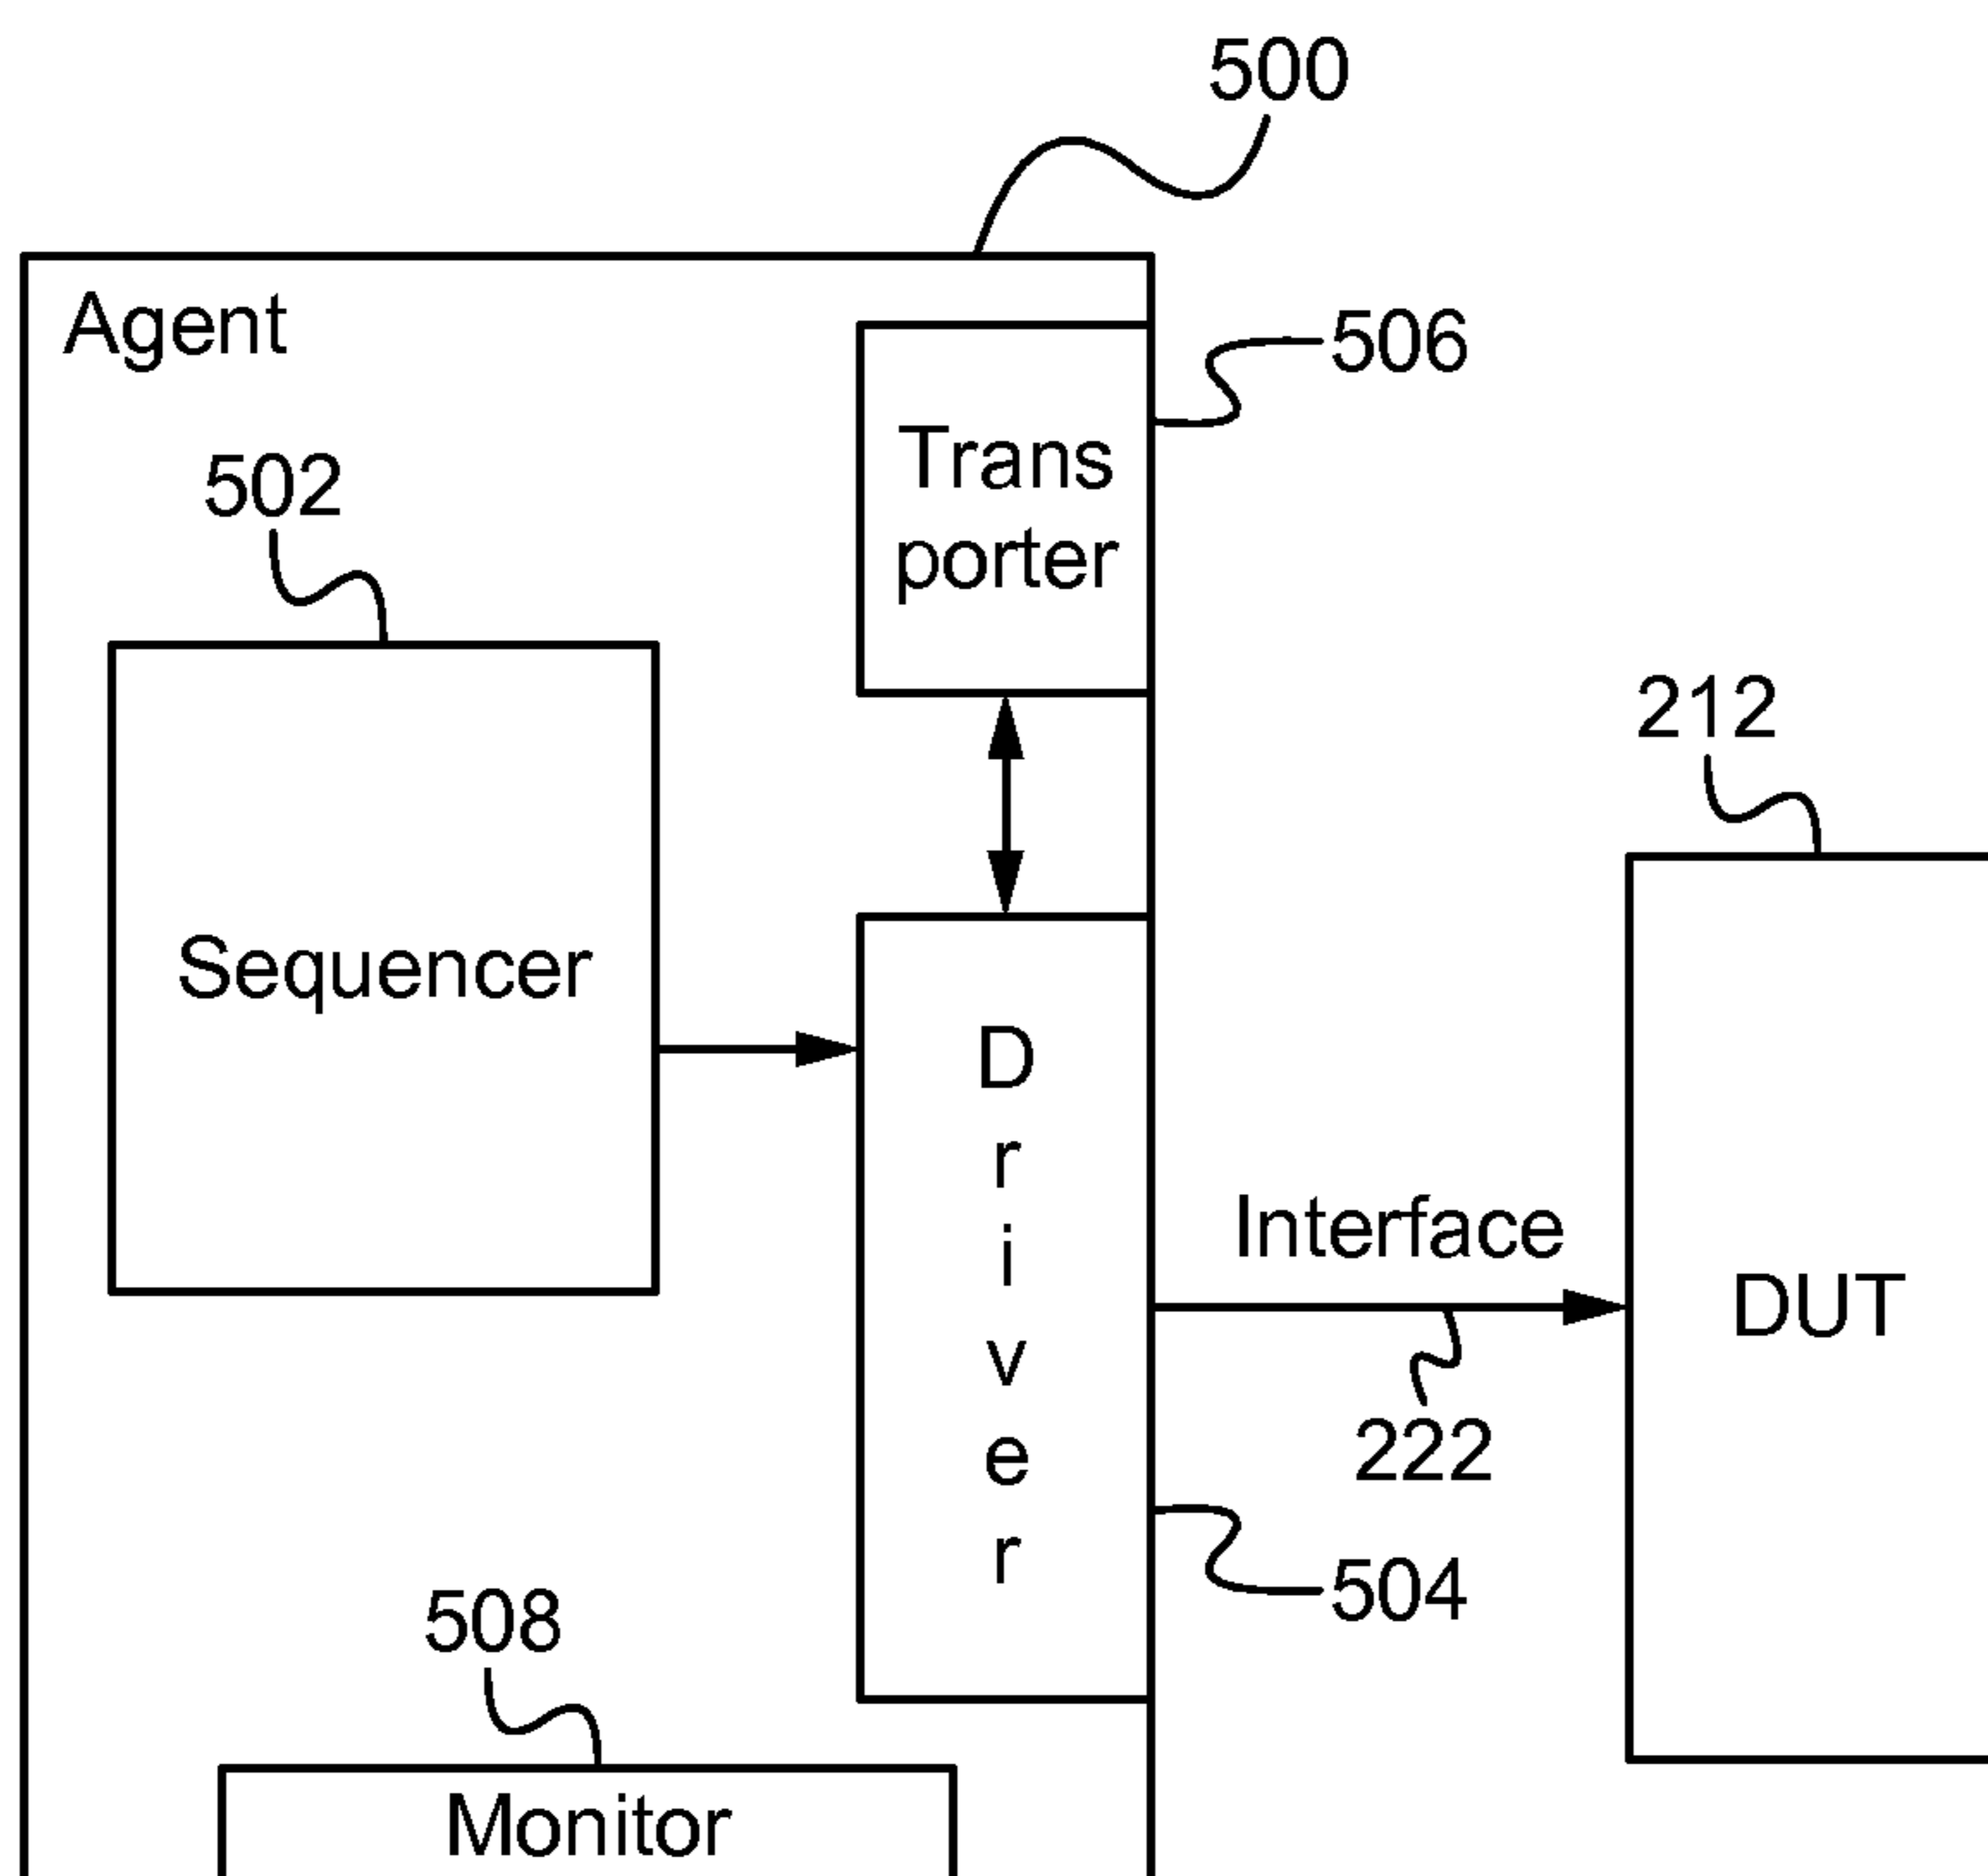 500
Agent
506
Trans
porter
502
212
Sequencer
D
r
i
v
e
r
Interface
DUT
222
504
508
Monitor